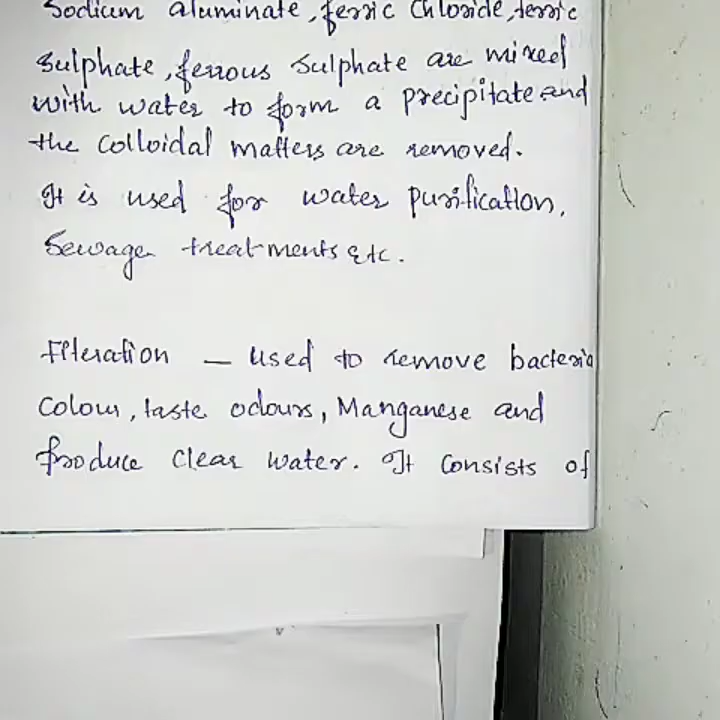 Sodium aluminate, ferric Chloride, ferric
Sulphate, ferrous Sulphate are mixed
with water to form a precipitate and
the Colloidal matters are removed.
It is used for water purification,
Sewage treatments etc.
Filteration — Used to remove bacteria
Colour, taste odours, Manganese and
produce Clear water. It Consists of